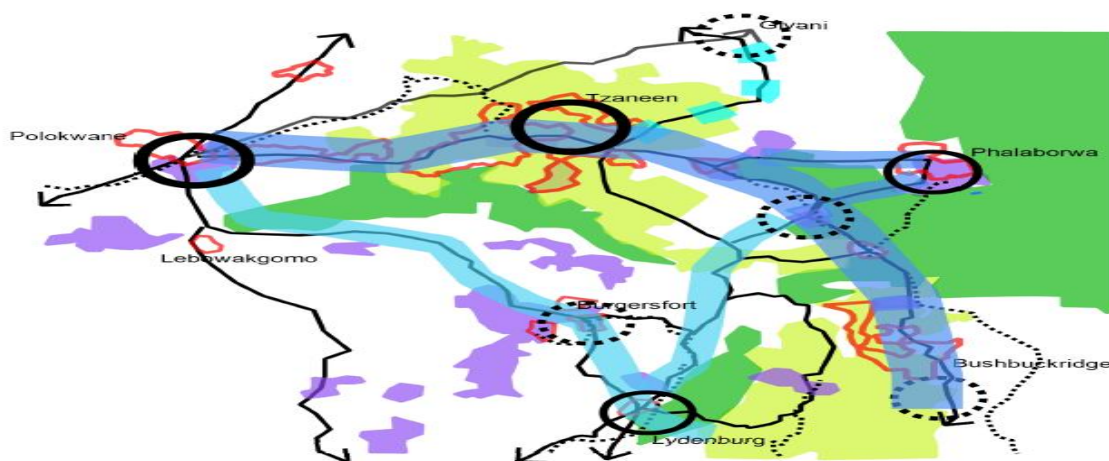 Giyani
Tzaneen
Polokwane
Phalaborwa
Lebowakgomo
Burgersfort
Bushbuckridge
Lydenburg